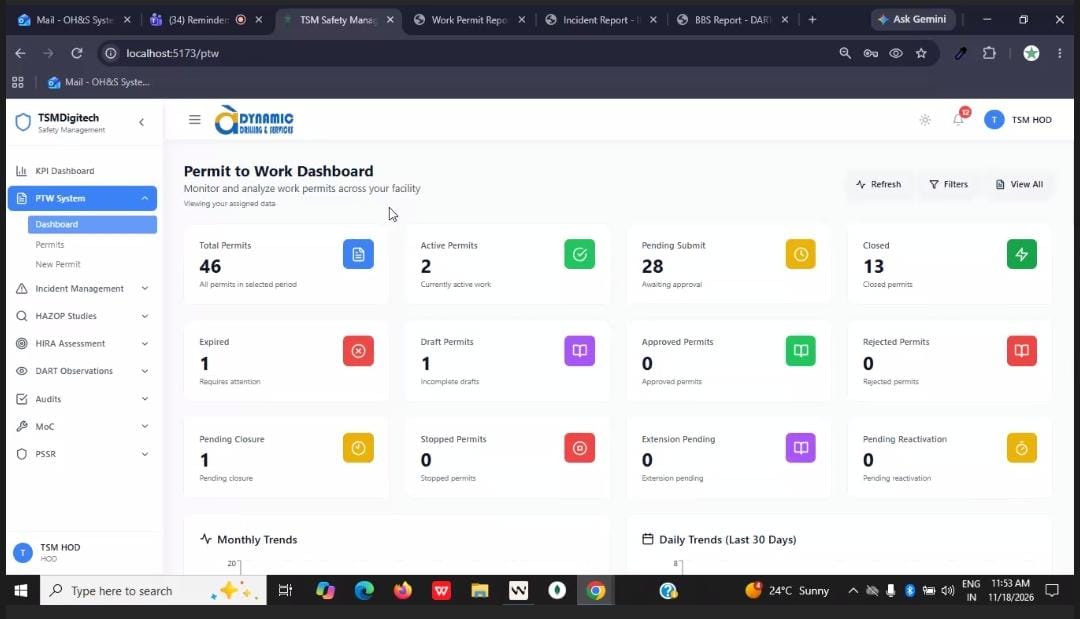 Mail - OH&S Syste
(34) Reminder
TSM Safety Manag
Work Permit Repo
Incident Report -
BBS Report - DAR
Ask Gemini
localhost:5173/ptw
Mail - OH&S Syste...
TSMDigitech
Safety Management
DYNAMIC
DRILLING & SERVICES
12
T
TSM HOD
KPI Dashboard
PTW System
Dashboard
Permits
New Permit
Incident Management
HAZOP Studies
HIRA Assessment
DART Observations
Audits
MoC
PSSR
T
TSM HOD
HOD
Permit to Work Dashboard
Monitor and analyze work permits across your facility
Viewing your assigned data
Refresh
Filters
View All
Total Permits
46
All permits in selected period
Active Permits
2
Currently active work
Pending Submit
28
Awaiting approval
Closed
13
Closed permits
Expired
1
Requires attention
Draft Permits
1
Incomplete drafts
Approved Permits
0
Approved permits
Rejected Permits
0
Rejected permits
Pending Closure
1
Pending closure
Stopped Permits
0
Stopped permits
Extension Pending
0
Extension pending
Pending Reactivation
0
Pending reactivation
Monthly Trends
20
Daily Trends (Last 30 Days)
8
Type here to search
24°C Sunny
ENG
IN
11:53 AM
11/18/2026